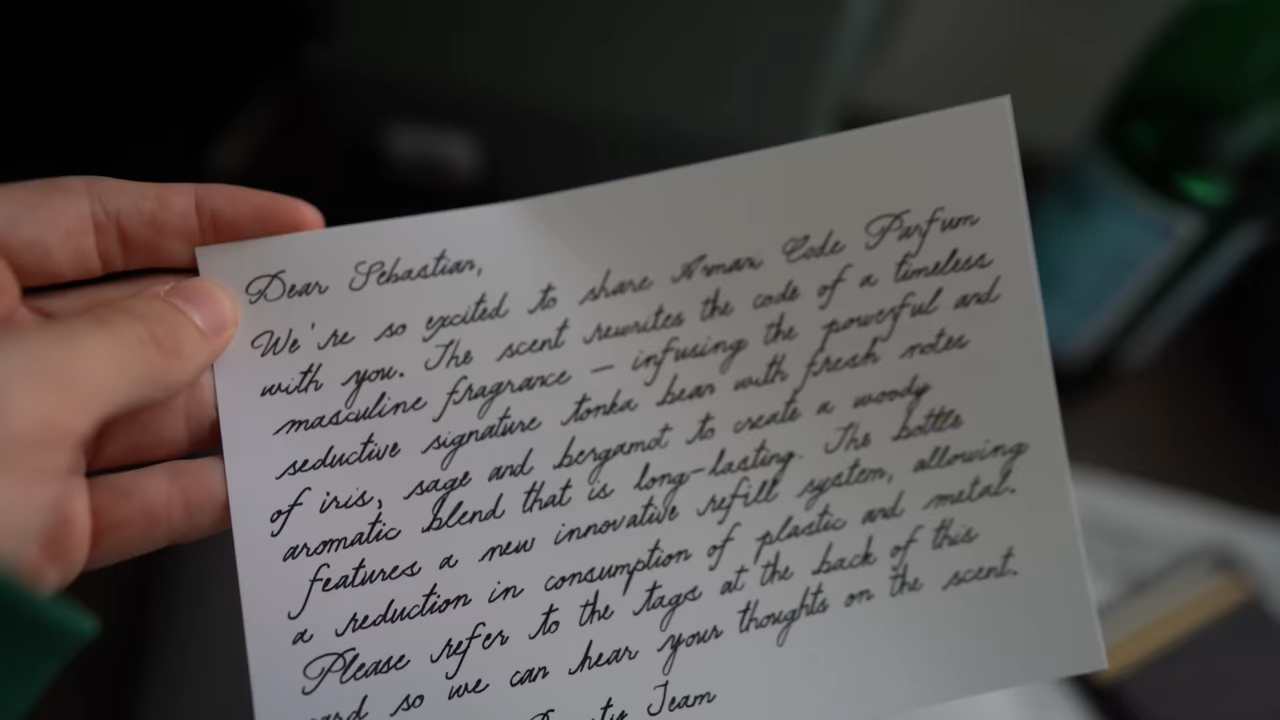 Dear Sebastian,
We're so excited to share Armani Code Parfum
with you. The scent rewrites the code of a timeless
masculine fragrance – infusing the powerful and
seductive signature tonka bean with fresh notes
of iris, sage and bergamot to create a woody
aromatic blend that is long-lasting. The bottle
features a new innovative refill system, allowing
a reduction in consumption of plastic and metal.
Please refer to the tags at the back of this
card so we can hear your thoughts on the scent.
Team